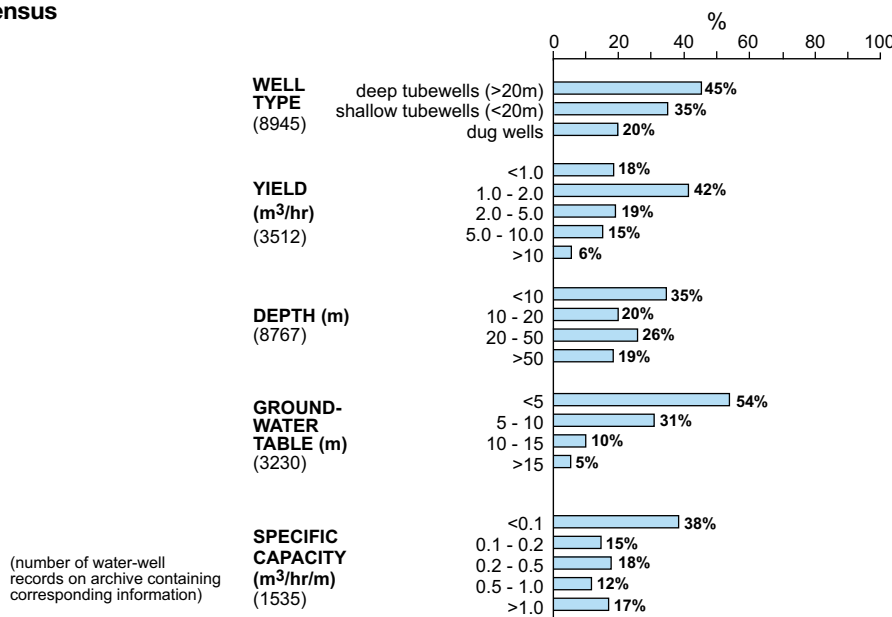 ensus
%
0 20 40 60 80 100
WELL
TYPE
(8945)
deep tubewells (>20m) 45%
shallow tubewells (<20m) 35%
dug wells 20%
YIELD
(m³/hr)
(3512)
<1.0 18%
1.0 - 2.0 42%
2.0 - 5.0 19%
5.0 - 10.0 15%
>10 6%
DEPTH (m)
(8767)
<10 35%
10 - 20 20%
20 - 50 26%
>50 19%
GROUND-
WATER
TABLE (m)
(3230)
<5 54%
5 - 10 31%
10 - 15 10%
>15 5%
SPECIFIC
CAPACITY
(m³/hr/m)
(1535)
<0.1 38%
0.1 - 0.2 15%
0.2 - 0.5 18%
0.5 - 1.0 12%
>1.0 17%
(number of water-well
records on archive containing
corresponding information)